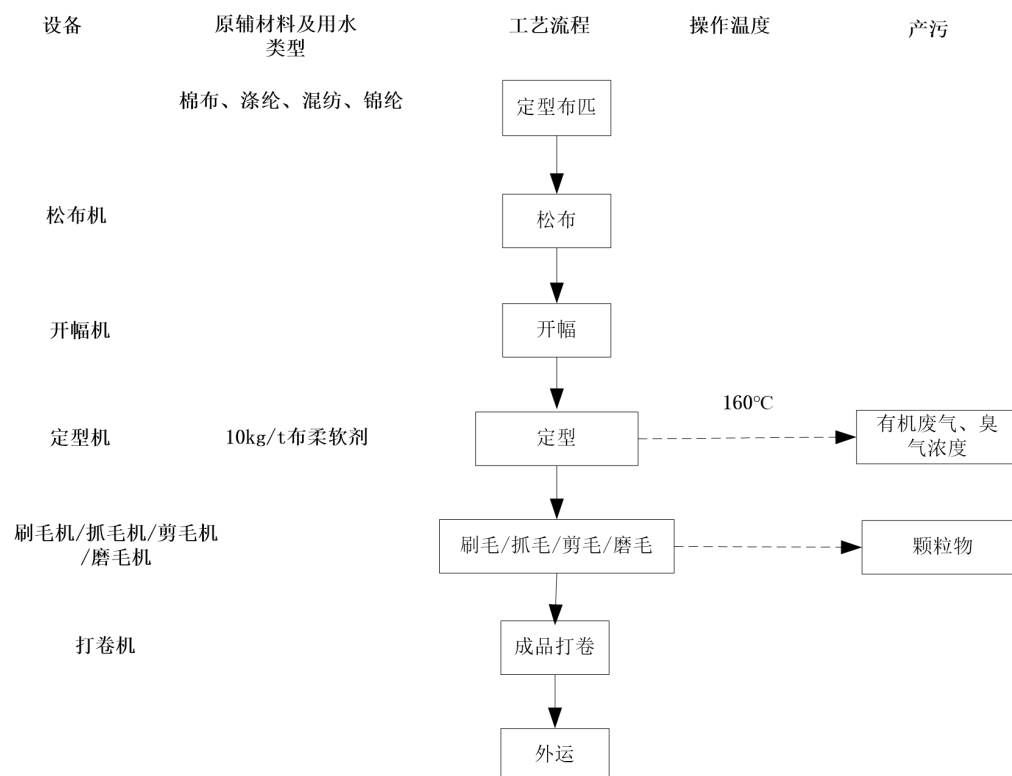 设备
原辅材料及用水
类型
工艺流程
操作温度
产污
棉布、涤纶、混纺、锦纶
定型布匹
松布机
松布
开幅机
开幅
定型机
10kg/t布柔软剂
定型
160℃
有机废气、臭
气浓度
刷毛机/抓毛机/剪毛机
/磨毛机
刷毛/抓毛/剪毛/磨毛
颗粒物
打卷机
成品打卷
外运